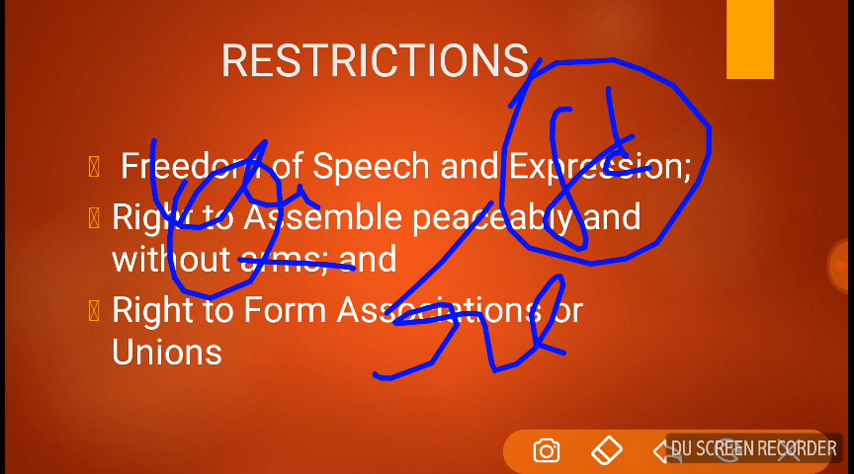 RESTRICTIONS
Freedom of Speech and Expression;
Right to Assemble peaceably and
without arms; and
Right to Form Associations or
Unions
DU SCREEN RECORDER